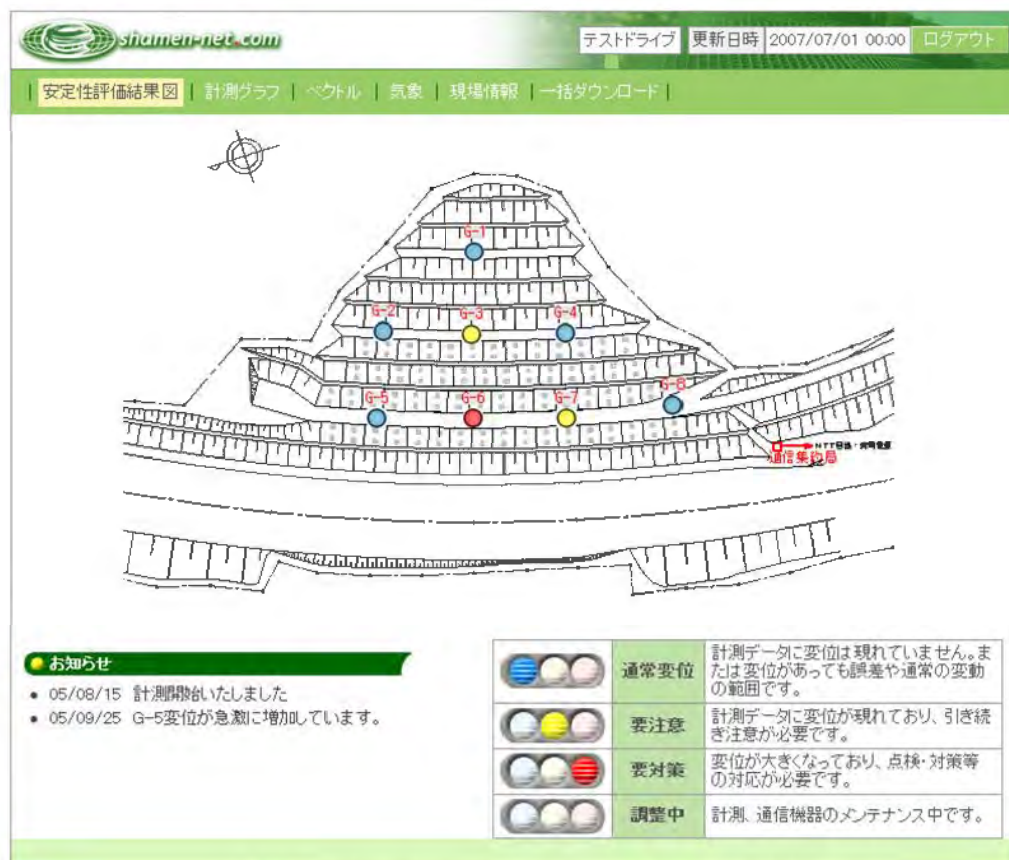 shamen-net.com
テストドライブ 更新日時 2007/07/01 00:00 ログアウト
| 安定性評価結果図 | 計測グラフ | ベクトル | 気象 | 現場情報 | 一括ダウンロード |
G-1
G-2 G-3 G-4
G-8
G-5 G-6 G-7
通信集約局
お知らせ
• 05/08/15 計測開始いたしました
• 05/09/25 G-5変位が急激に増加しています。
通常変位
計測データに変位は現れていません。ま
たは変位があっても誤差や通常の変動
の範囲です。
要注意
計測データに変位が現れており、引き続
き注意が必要です。
要対策
変位が大きくなっており、点検・対策等
の対応が必要です。
調整中
計測、通信機器のメンテナンス中です。